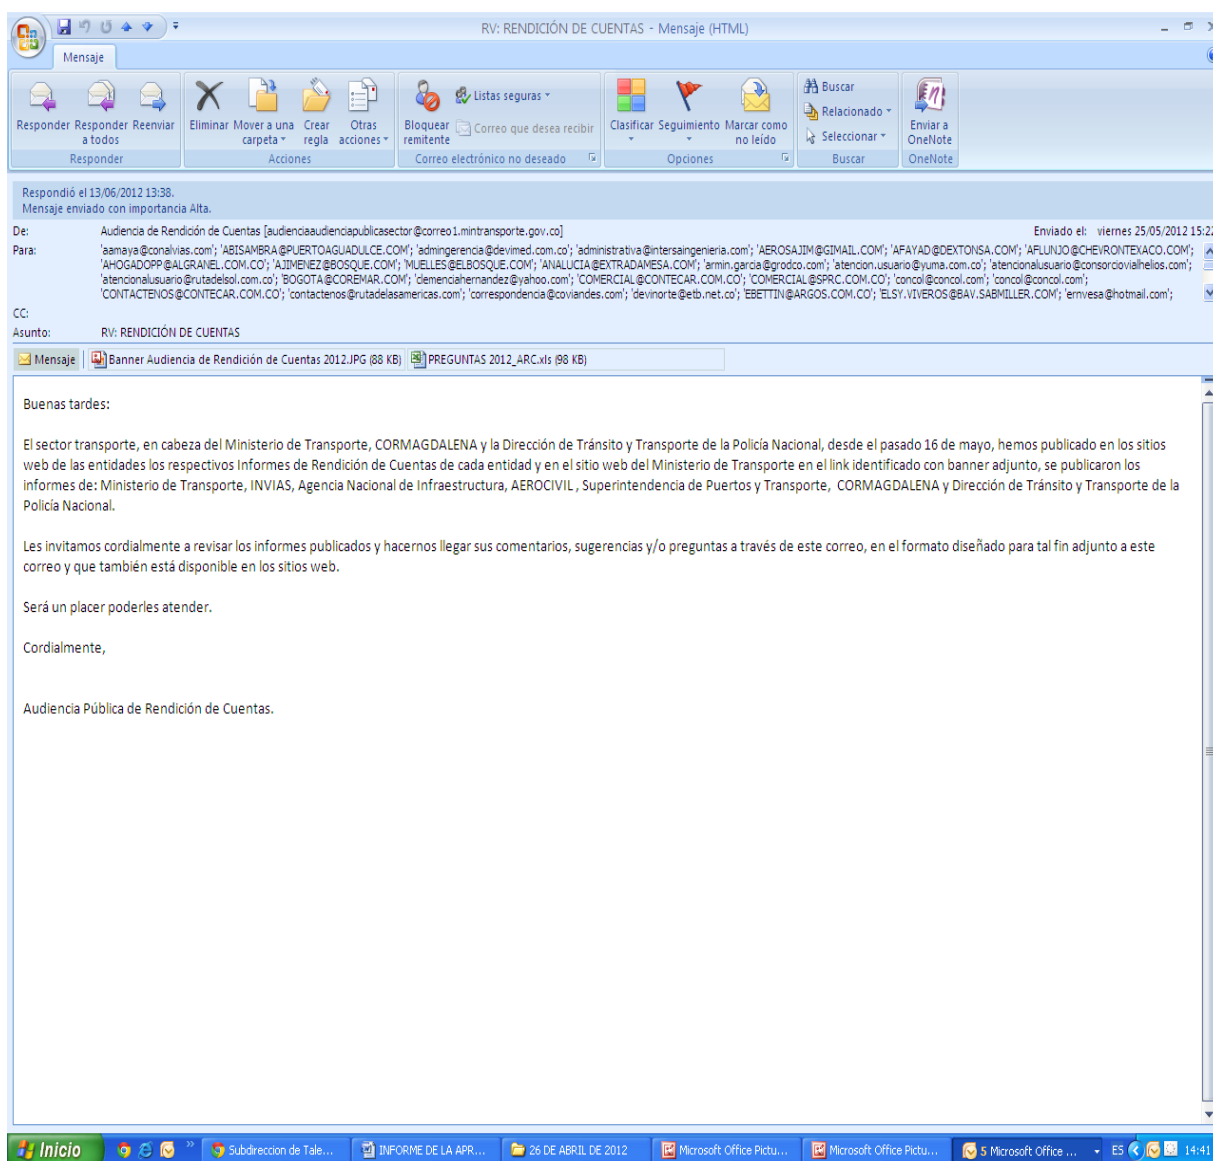 RV: RENDICIÓN DE CUENTAS - Mensaje (HTML)
Mensaje
Responder Responder a todos Reenviar
Eliminar Mover a una carpeta Crear regla Otras acciones
Bloquear remitente Listas seguras Correo que desea recibir
Clasificar Seguimiento Marcar como no leído
Buscar Relacionado Seleccionar
Enviar a OneNote
Responder Acciones Correo electrónico no deseado Opciones Buscar OneNote
Respondió el 13/06/2012 13:38.
Mensaje enviado con importancia Alta.
De: Audiencia de Rendición de Cuentas [audienciaaudienciapublicasector@correo1.mintransporte.gov.co] Enviado el: viernes 25/05/2012 15:22
Para: 'aamaya@conalvias.com'; 'ABISAMBRA@PUERTOAGUADULCE.COM'; 'admingerencia@devimed.com.co'; 'administrativa@intersaingenieria.com'; 'AEROSAJIM@GIMAIL.COM'; 'AFAYAD@DEXTONSA.COM'; 'AFLUNJO@CHEVRONTEXACO.COM';
'AHOGADOPP@ALGRANEL.COM.CO'; 'AJIMENEZ@BOSQUE.COM'; 'MUELLES@ELBOSQUE.COM'; 'ANALUCIA@EXTRADAMESA.COM'; 'armin.garcia@grodco.com'; 'atencion.usuario@yuma.com.co'; 'atencionalusuario@consorciovialhelios.com';
'atencionalusuario@rutadelsol.com.co'; 'BOGOTA@COREMAR.COM'; 'clemenciahernandez@yahoo.com'; 'COMERCIAL@CONTECAR.COM.CO'; 'COMERCIAL@SPRC.COM.CO'; 'concol@concol.com'; 'concol@concol.com';
'CONTACTENOS@CONTECAR.COM.CO'; 'contactenos@rutadelasamericas.com'; 'correspondencia@coviandes.com'; 'devinorte@etb.net.co'; 'EBETTIN@ARGOS.COM.CO'; 'ELSY.VIVEROS@BAV.SABMILLER.COM'; 'ernvesa@hotmail.com';
CC:
Asunto: RV: RENDICIÓN DE CUENTAS
Mensaje Banner Audiencia de Rendición de Cuentas 2012.JPG (88 KB) PREGUNTAS 2012_ARC.xls (98 KB)
Buenas tardes:
El sector transporte, en cabeza del Ministerio de Transporte, CORMAGDALENA y la Dirección de Tránsito y Transporte de la Policía Nacional, desde el pasado 16 de mayo, hemos publicado en los sitios
web de las entidades los respectivos Informes de Rendición de Cuentas de cada entidad y en el sitio web del Ministerio de Transporte en el link identificado con banner adjunto, se publicaron los
informes de: Ministerio de Transporte, INVIAS, Agencia Nacional de Infraestructura, AEROCIVIL , Superintendencia de Puertos y Transporte, CORMAGDALENA y Dirección de Tránsito y Transporte de la
Policía Nacional.
Les invitamos cordialmente a revisar los informes publicados y hacernos llegar sus comentarios, sugerencias y/o preguntas a través de este correo, en el formato diseñado para tal fin adjunto a este
correo y que también está disponible en los sitios web.
Será un placer poderles atender.
Cordialmente,
Audiencia Pública de Rendición de Cuentas.
Inicio Subdireccion de Tale... INFORME DE LA APR... 26 DE ABRIL DE 2012 Microsoft Office Pictu... Microsoft Office Pictu... 5 Microsoft Office ... ES 14:41